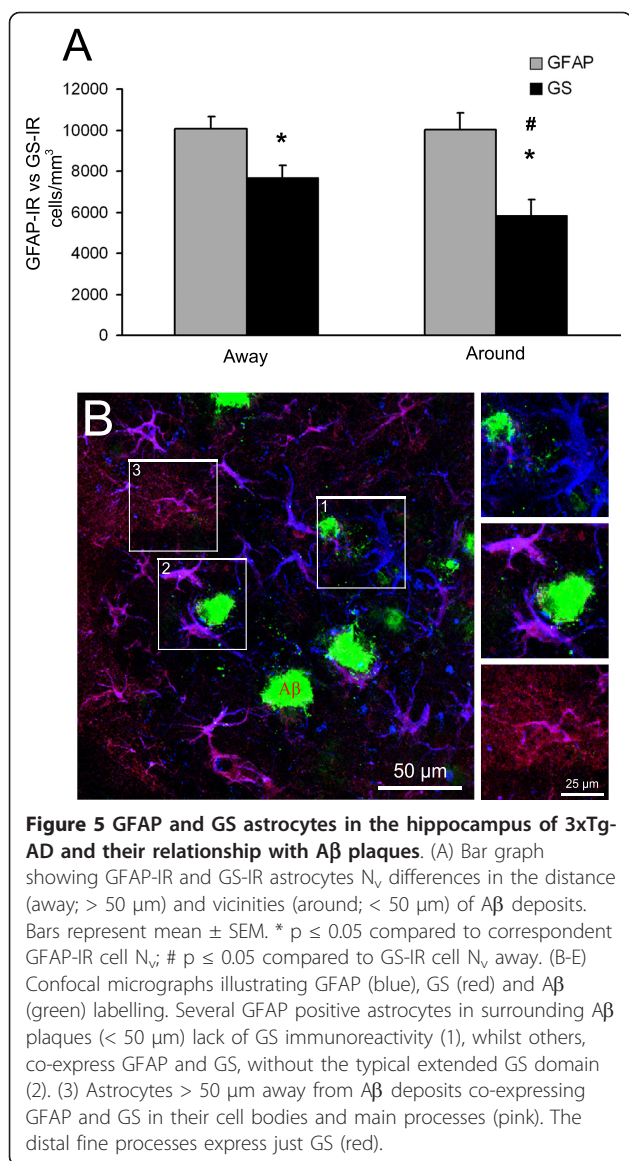 A
GFAP
GS
GFAP-IR vs GS-IR
cells/mm³
12000
10000
8000
6000
4000
2000
0
*
#
*
Away
Around
B
3
1
2
Aβ
50 µm
25 µm
Figure 5 GFAP and GS astrocytes in the hippocampus of 3xTg-
AD and their relationship with Aβ plaques. (A) Bar graph
showing GFAP-IR and GS-IR astrocytes Nᵥ differences in the distance
(away; > 50 µm) and vicinities (around; < 50 µm) of Aβ deposits.
Bars represent mean ± SEM. * p ≤ 0.05 compared to correspondent
GFAP-IR cell Nᵥ; # p ≤ 0.05 compared to GS-IR cell Nᵥ away. (B-E)
Confocal micrographs illustrating GFAP (blue), GS (red) and Aβ
(green) labelling. Several GFAP positive astrocytes in surrounding Aβ
plaques (< 50 µm) lack of GS immunoreactivity (1), whilst others,
co-express GFAP and GS, without the typical extended GS domain
(2). (3) Astrocytes > 50 µm away from Aβ deposits co-expressing
GFAP and GS in their cell bodies and main processes (pink). The
distal fine processes express just GS (red).